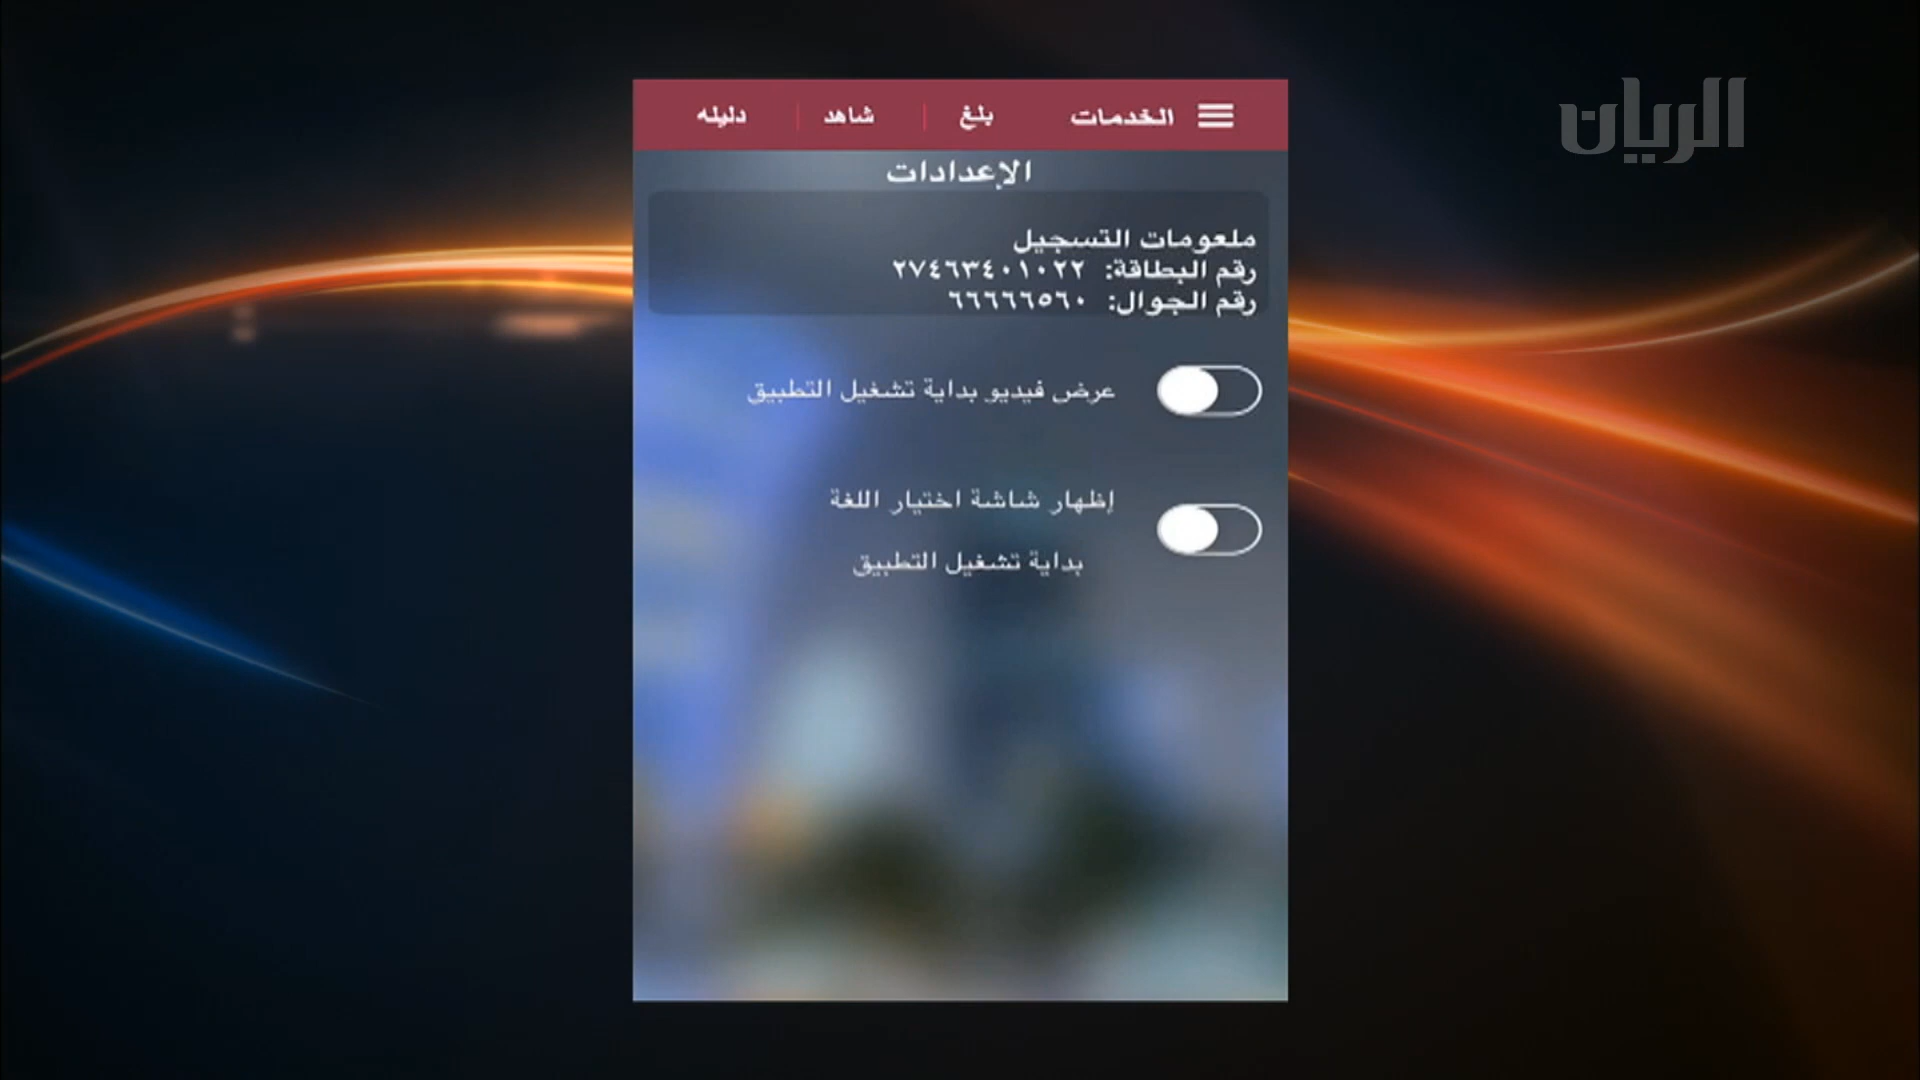 الريان
الخدمات بلغ شاهد دليله
الإعدادات
ملعومات التسجيل
رقم البطاقة: ٢٧٤٦٣٤٠١٠٢٢
رقم الجوال: ٦٦٦٦٦٥٦٠
عرض فيديو بداية تشغيل التطبيق
إظهار شاشة اختيار اللغة
بداية تشغيل التطبيق